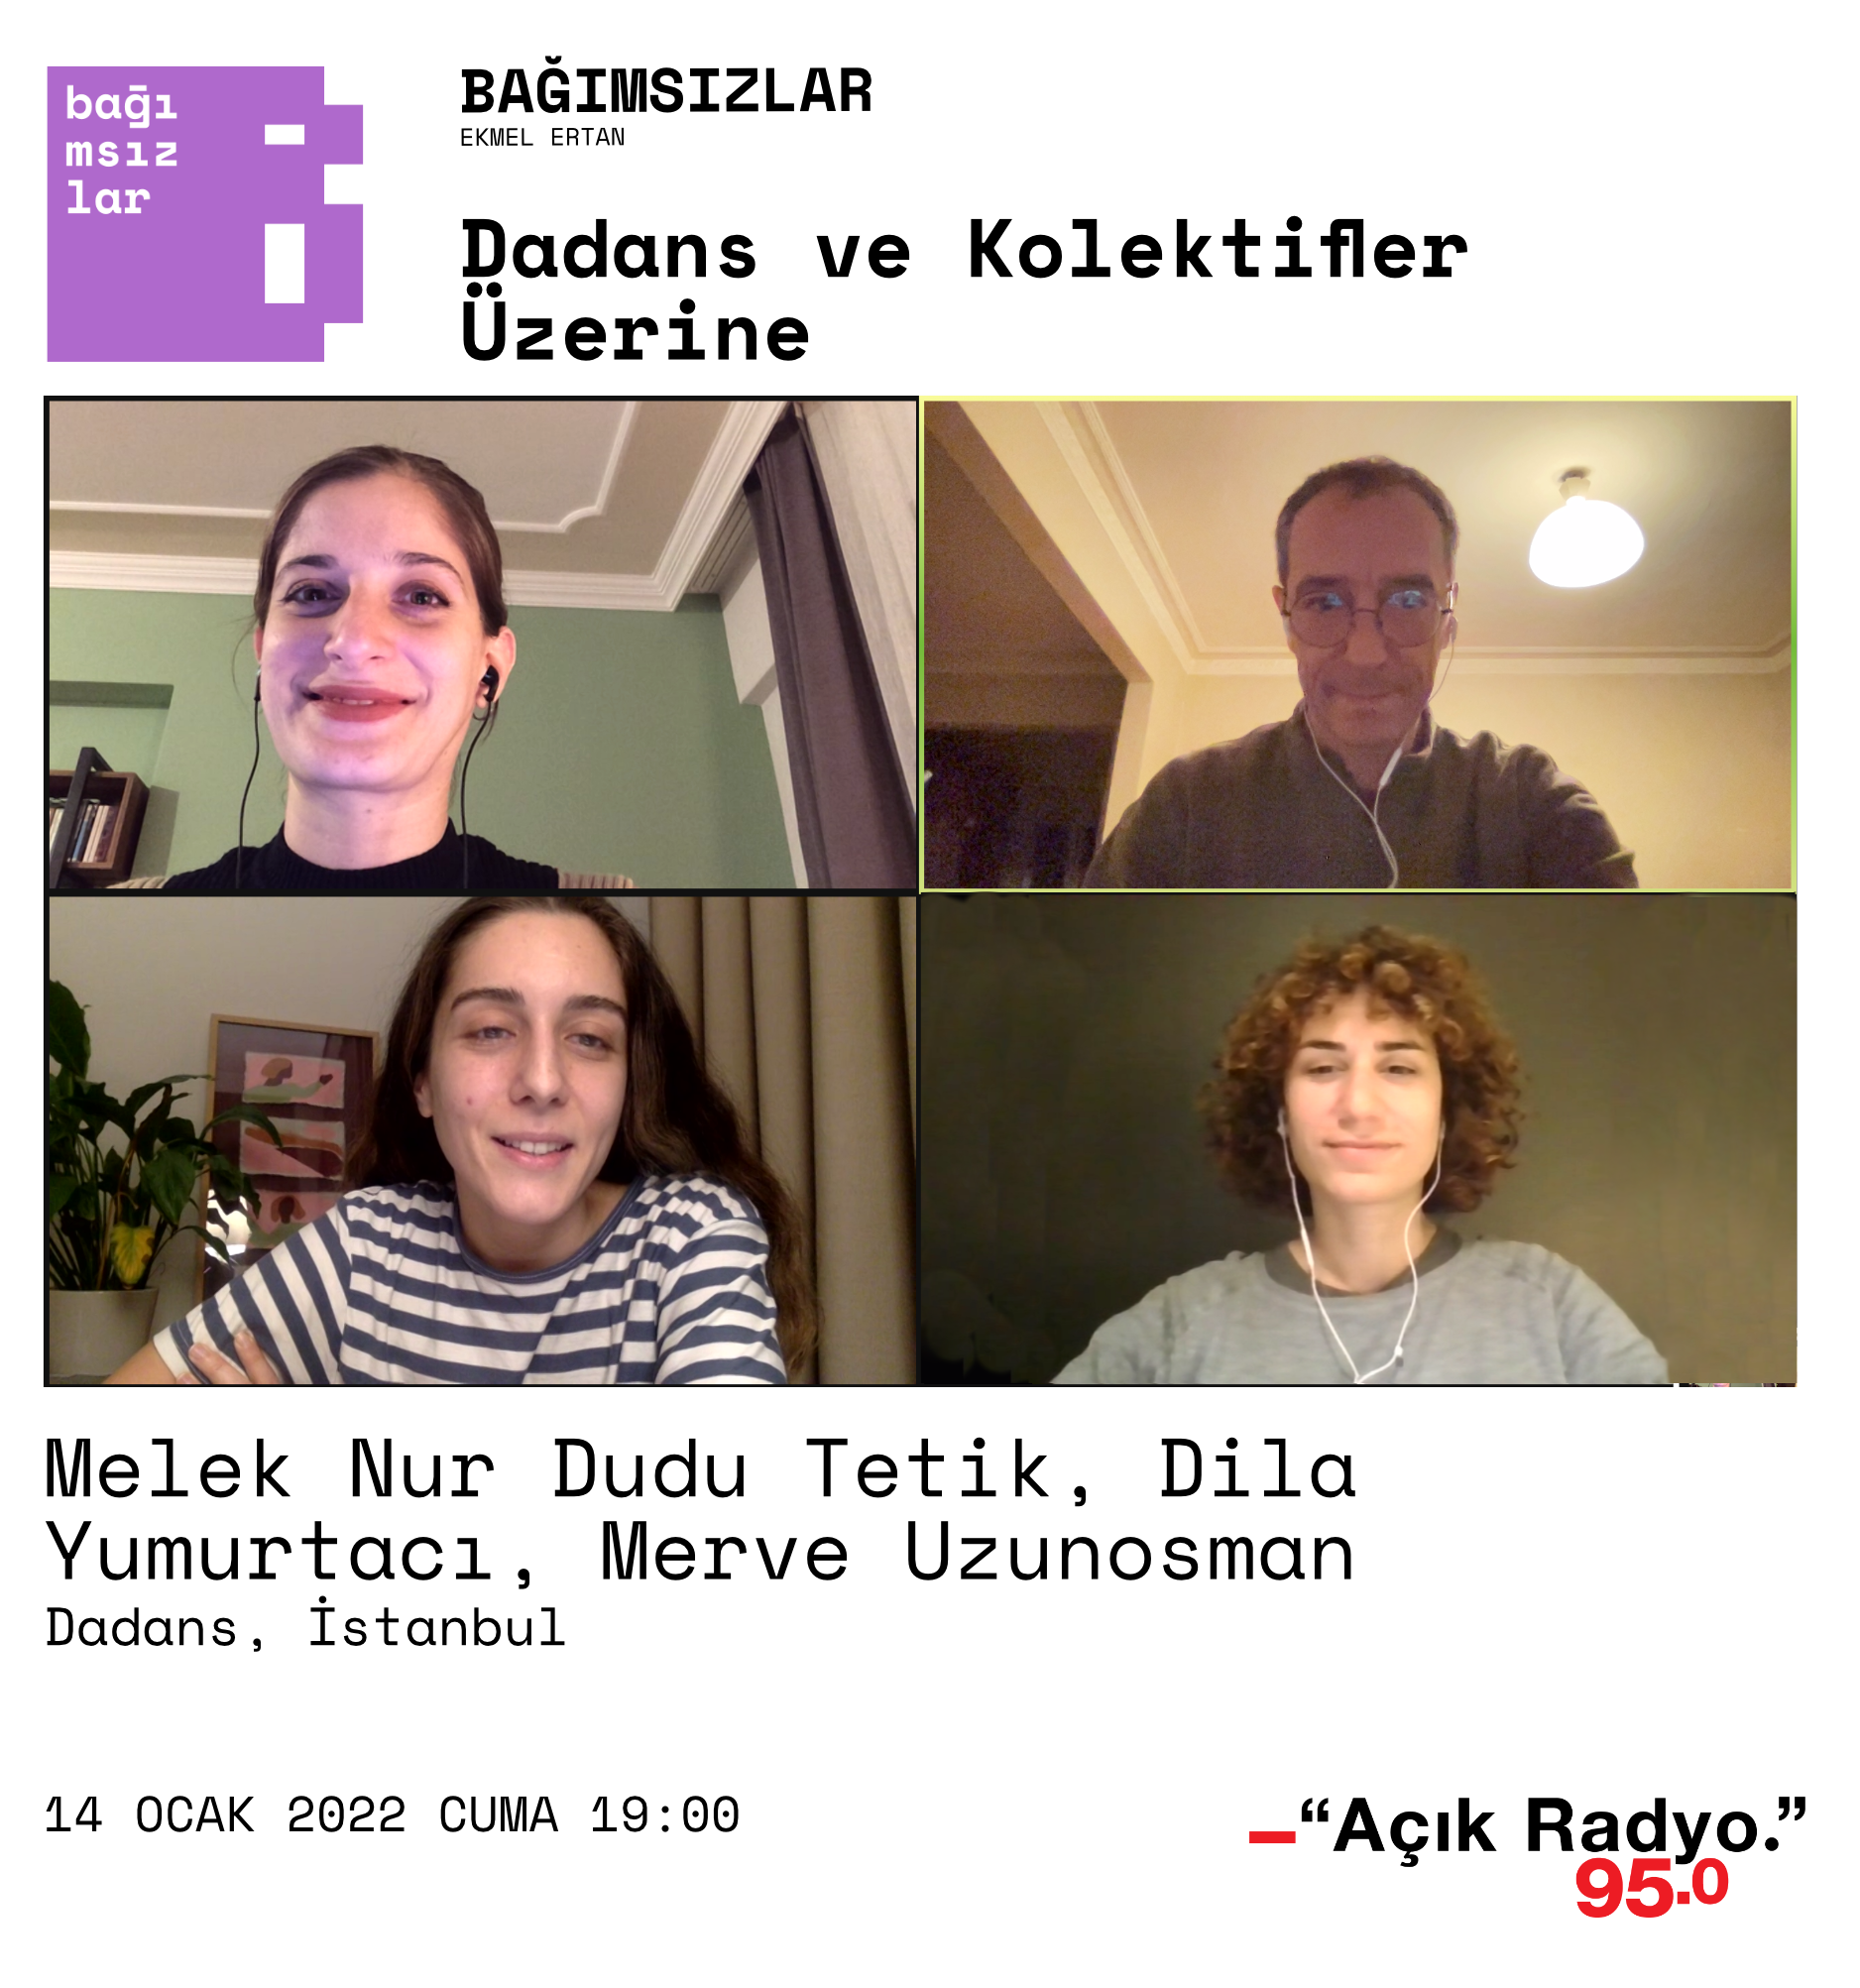 bağı
msız
lar
BAĞIMSIZLAR
EKMEL ERTAN
Dadans ve Kolektifler
Üzerine
Melek Nur Dudu Tetik, Dila
Yumurtacı, Merve Uzunosman
Dadans, İstanbul
14 OCAK 2022 CUMA 19:00
“Açık Radyo.”
95.0